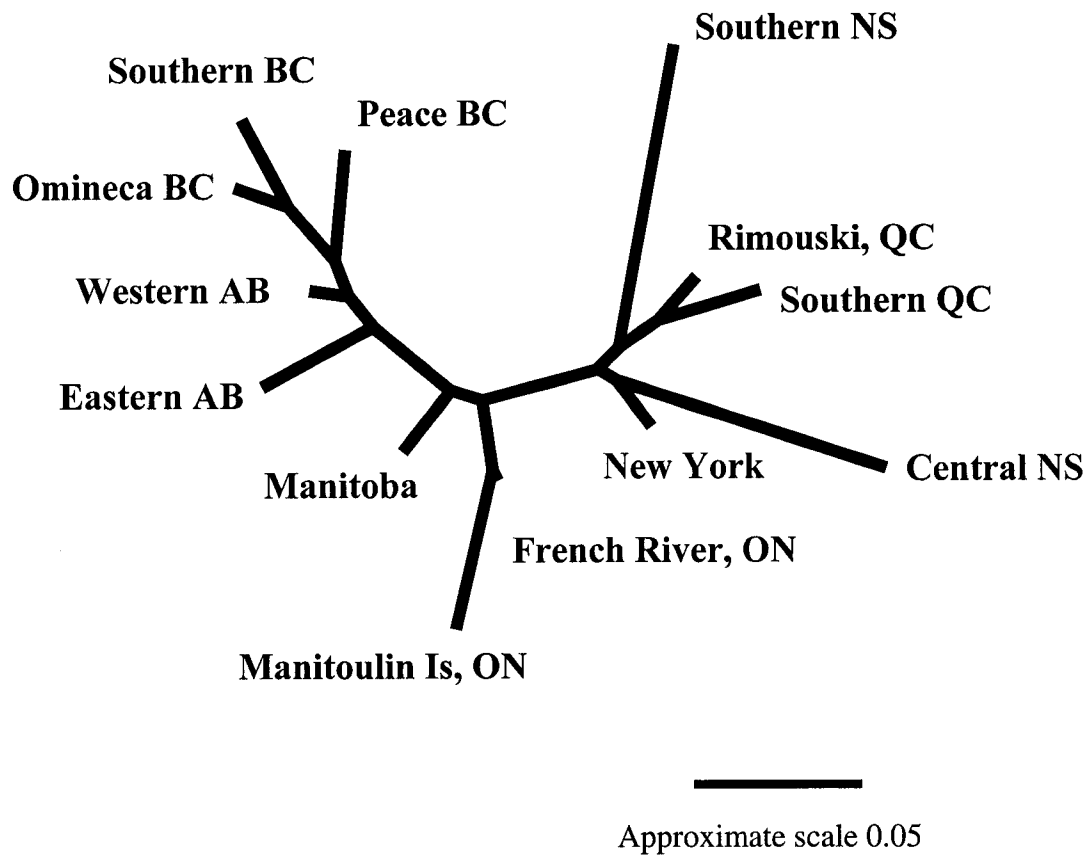 Southern NS
Southern BC
Peace BC
Omineca BC
Rimouski, QC
Western AB
Southern QC
Eastern AB
New York
Central NS
Manitoba
French River, ON
Manitoulin Is, ON
Approximate scale 0.05